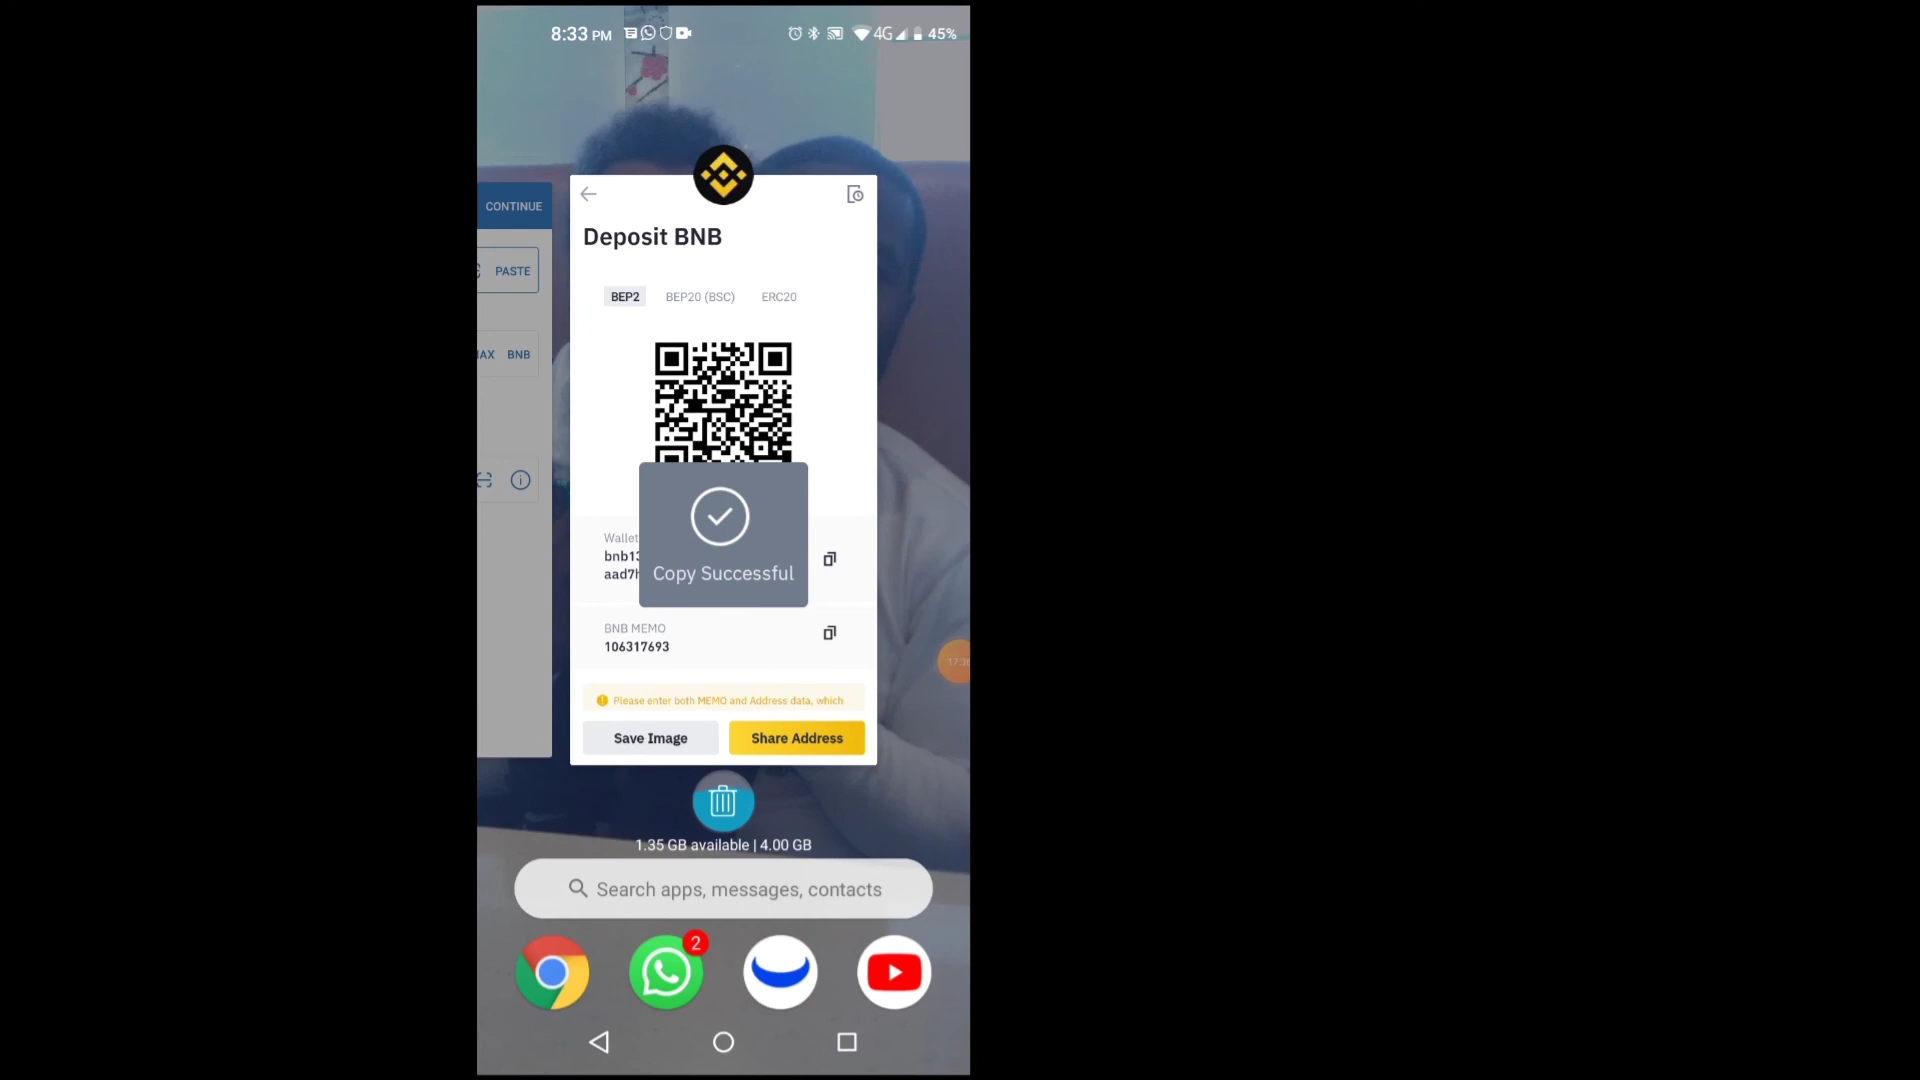 8:33 PM
4G
45%
CONTINUE
PASTE
BNB
Deposit BNB
BEP2 BEP20 (BSC) ERC20
Wallet
Copy Successful
BNB MEMO
106317693
Please enter both MEMO and Address data, which
Save Image Share Address
1.35 GB available | 4.00 GB
Search apps, messages, contacts
2